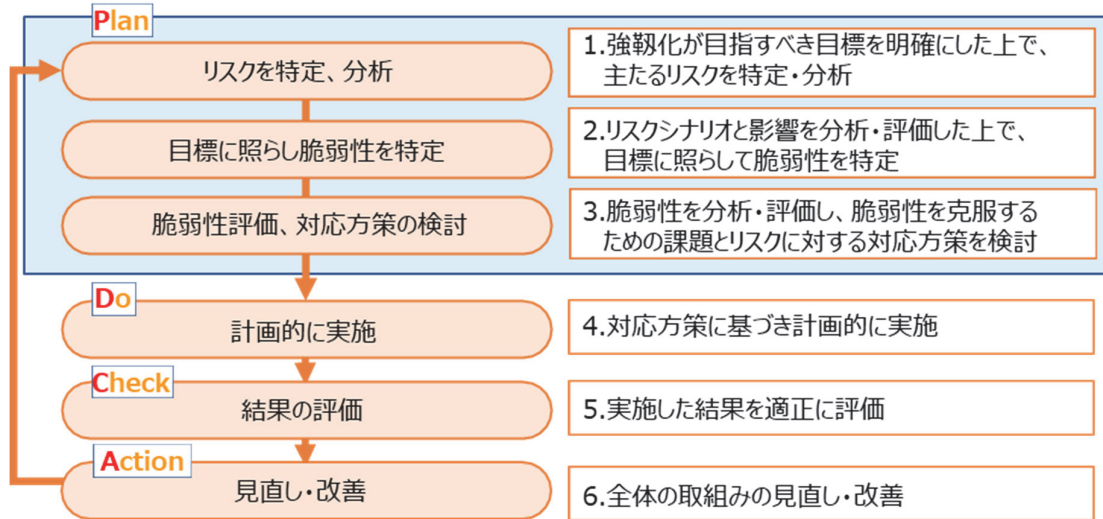 Plan
リスクを特定、分析
1.強靱化が目指すべき目標を明確にした上で、
主たるリスクを特定・分析
目標に照らし脆弱性を特定
2.リスクシナリオと影響を分析・評価した上で、
目標に照らして脆弱性を特定
脆弱性評価、対応方策の検討
3.脆弱性を分析・評価し、脆弱性を克服する
ための課題とリスクに対する対応方策を検討
Do
計画的に実施
4.対応方策に基づき計画的に実施
Check
結果の評価
5.実施した結果を適正に評価
Action
見直し・改善
6.全体の取組みの見直し・改善